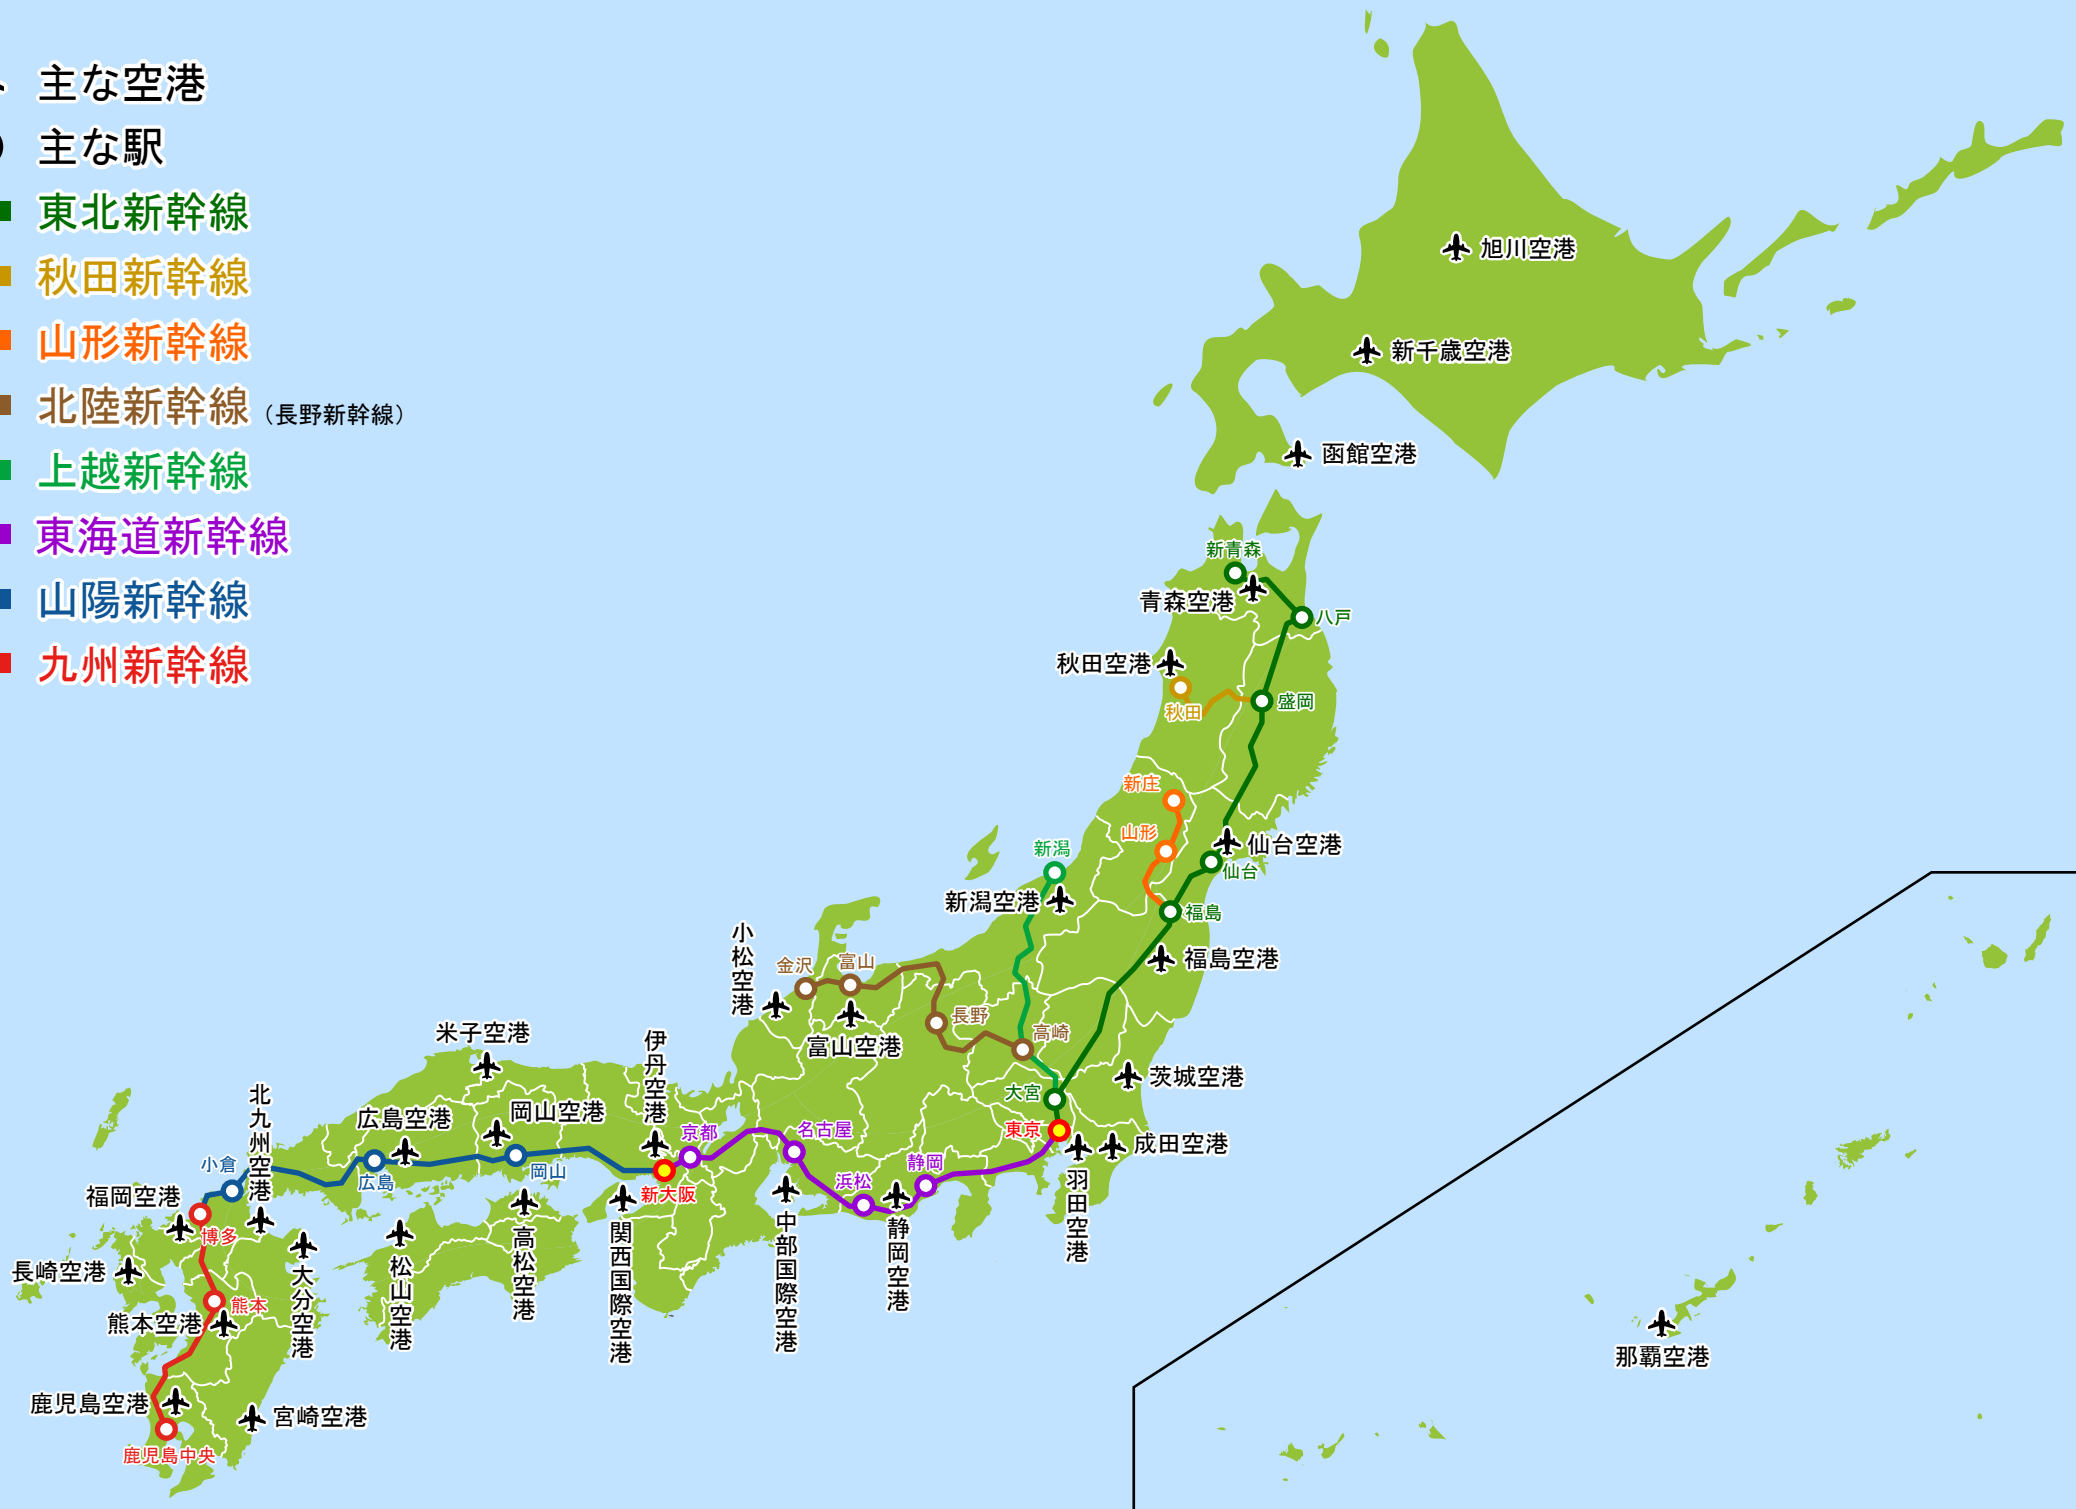 主な空港
主な駅
東北新幹線
秋田新幹線
山形新幹線
北陸新幹線（長野新幹線）
上越新幹線
東海道新幹線
山陽新幹線
九州新幹線
旭川空港
新千歳空港
函館空港
新青森
青森空港
八戸
秋田空港
秋田
盛岡
新庄
山形
仙台空港
仙台
新潟
新潟空港
福島
福島空港
小松空港
金沢
富山
富山空港
長野
高崎
茨城空港
大宮
東京
成田空港
羽田空港
米子空港
伊丹空港
北九州空港
広島空港
岡山空港
京都
名古屋
静岡
浜松
小倉
広島
岡山
新大阪
福岡空港
博多
長崎空港
熊本
熊本空港
大分空港
松山空港
高松空港
関西国際空港
中部国際空港
静岡空港
鹿児島空港
宮崎空港
鹿児島中央
那覇空港